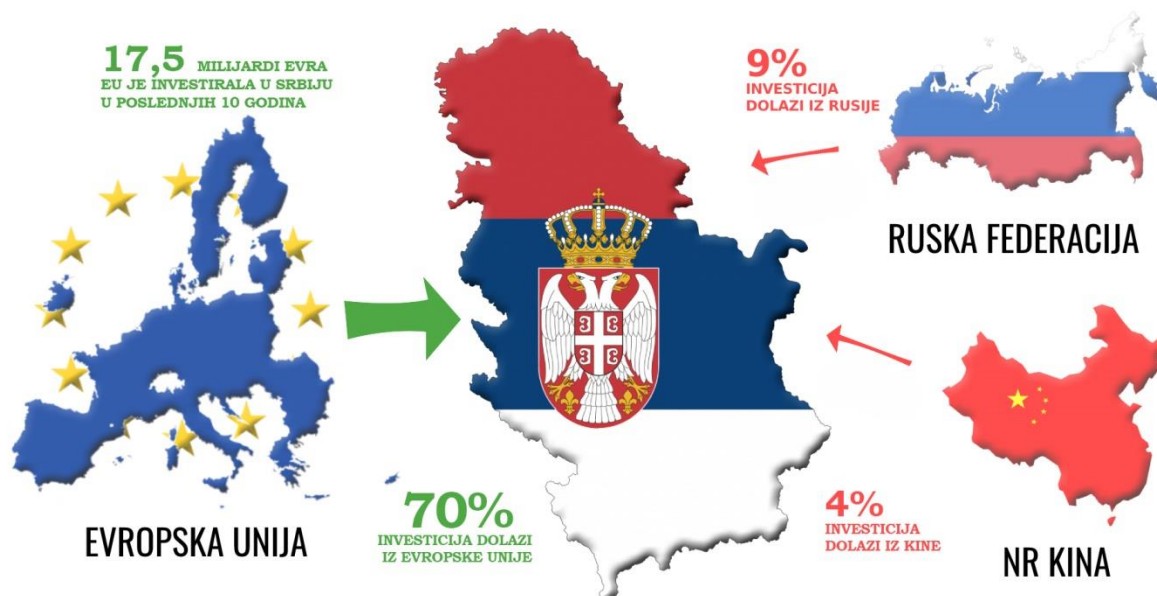 17,5 MILIJARDI EVRA
EU JE INVESTIRALA U SRBIJU
U POSLEDNJIH 10 GODINA
EVROPSKA UNIJA
70%
INVESTICIJA DOLAZI
IZ EVROPSKE UNIJE
9%
INVESTICIJA
DOLAZI IZ RUSIJE
RUSKA FEDERACIJA
4%
INVESTICIJA
DOLAZI IZ KINE
NR KINA